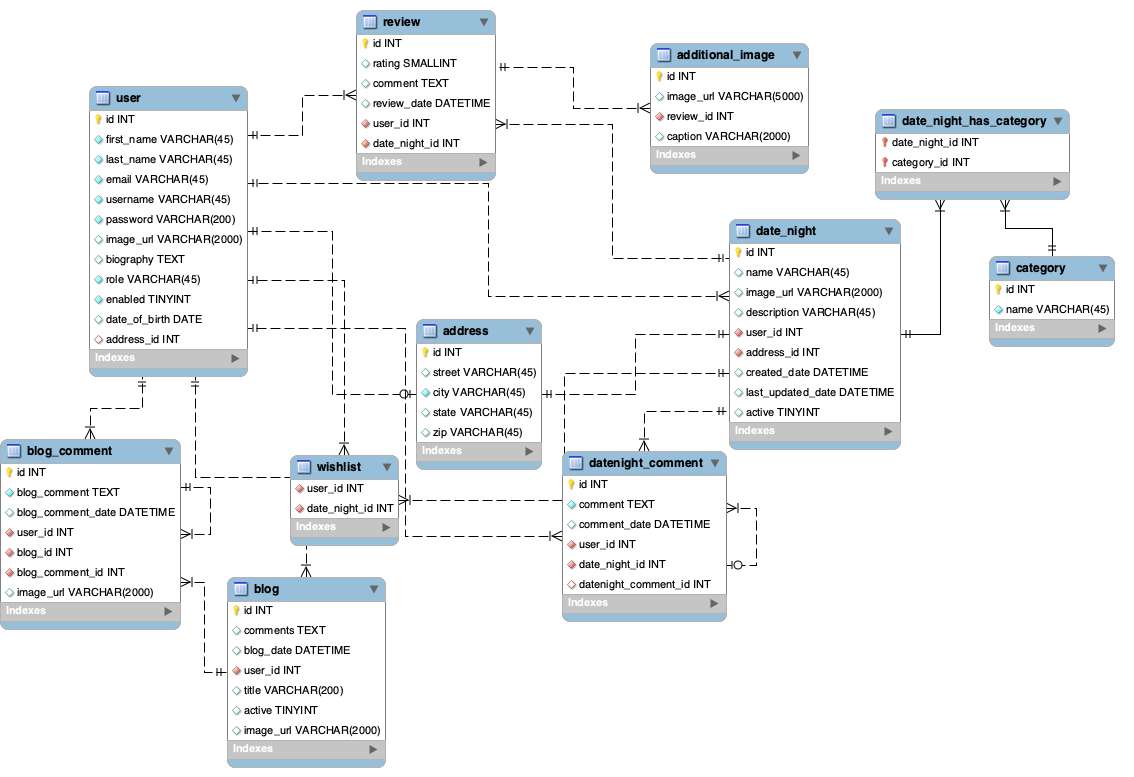 review
id INT
rating SMALLINT
comment TEXT
review_date DATETIME
user_id INT
date_night_id INT
Indexes
additional_image
id INT
image_url VARCHAR(5000)
review_id INT
caption VARCHAR(2000)
Indexes
user
id INT
first_name VARCHAR(45)
last_name VARCHAR(45)
email VARCHAR(45)
username VARCHAR(45)
password VARCHAR(200)
image_url VARCHAR(2000)
biography TEXT
role VARCHAR(45)
enabled TINYINT
date_of_birth DATE
address_id INT
Indexes
date_night_has_category
date_night_id INT
category_id INT
Indexes
date_night
id INT
name VARCHAR(45)
image_url VARCHAR(2000)
description VARCHAR(45)
user_id INT
address_id INT
created_date DATETIME
last_updated_date DATETIME
active TINYINT
Indexes
category
id INT
name VARCHAR(45)
Indexes
address
id INT
street VARCHAR(45)
city VARCHAR(45)
state VARCHAR(45)
zip VARCHAR(45)
Indexes
blog_comment
id INT
blog_comment TEXT
blog_comment_date DATETIME
user_id INT
blog_id INT
blog_comment_id INT
image_url VARCHAR(2000)
Indexes
wishlist
user_id INT
date_night_id INT
Indexes
datenight_comment
id INT
comment TEXT
comment_date DATETIME
user_id INT
date_night_id INT
datenight_comment_id INT
Indexes
blog
id INT
comments TEXT
blog_date DATETIME
user_id INT
title VARCHAR(200)
active TINYINT
image_url VARCHAR(2000)
Indexes